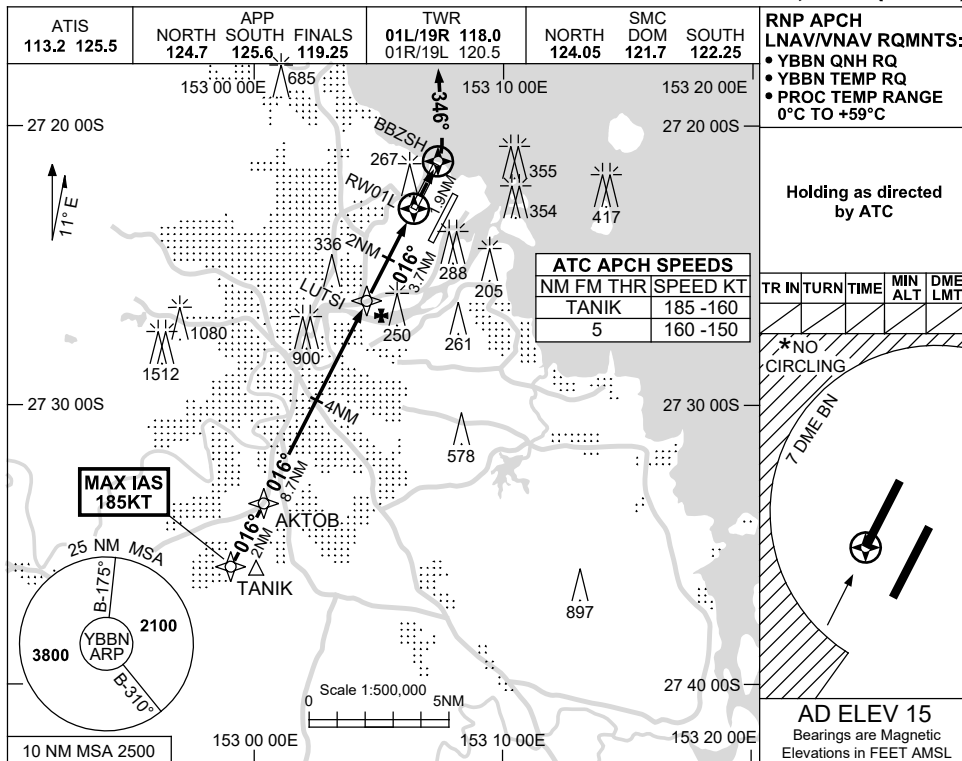 ATIS
113.2 125.5
APP
NORTH SOUTH FINALS
124.7 125.6 119.25
TWR
01L/19R 118.0
01R/19L 120.5
SMC
NORTH DOM SOUTH
124.05 121.7 122.25
RNP APCH
LNAV/VNAV RQMNTS:
• YBBN QNH RQ
• YBBN TEMP RQ
• PROC TEMP RANGE
0°C TO +59°C
Holding as directed
by ATC
TR IN TURN TIME MIN ALT DME LMT
*NO
CIRCLING
7 DME BN
AD ELEV 15
Bearings are Magnetic
Elevations in FEET AMSL
685
153 00 00E
153 10 00E
153 20 00E
27 20 00S
27 20 00S
11° E
346°
BBZSH
267
355
354
417
RW01L
1.9NM
336
2NM
016°
3.7NM
288
205
LUTSI
250
261
ATC APCH SPEEDS
NM FM THR SPEED KT
TANIK 185 -160
5 160 -150
1080
1512
900
27 30 00S
27 30 00S
4NM
578
016°
8.7NM
MAX IAS
185KT
AKTOB
016°
2NM
TANIK
897
25 NM MSA
B-175°
YBBN
ARP
2100
3800
B-310°
10 NM MSA 2500
Scale 1:500,000
0 5NM
27 40 00S
153 00 00E
153 10 00E
153 20 00E